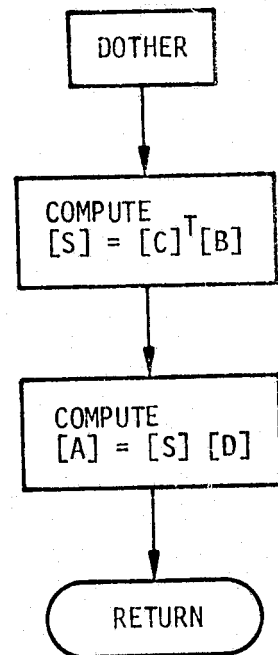 DOTHER
COMPUTE
[S] = [C]ᵀ[B]
COMPUTE
[A] = [S] [D]
RETURN